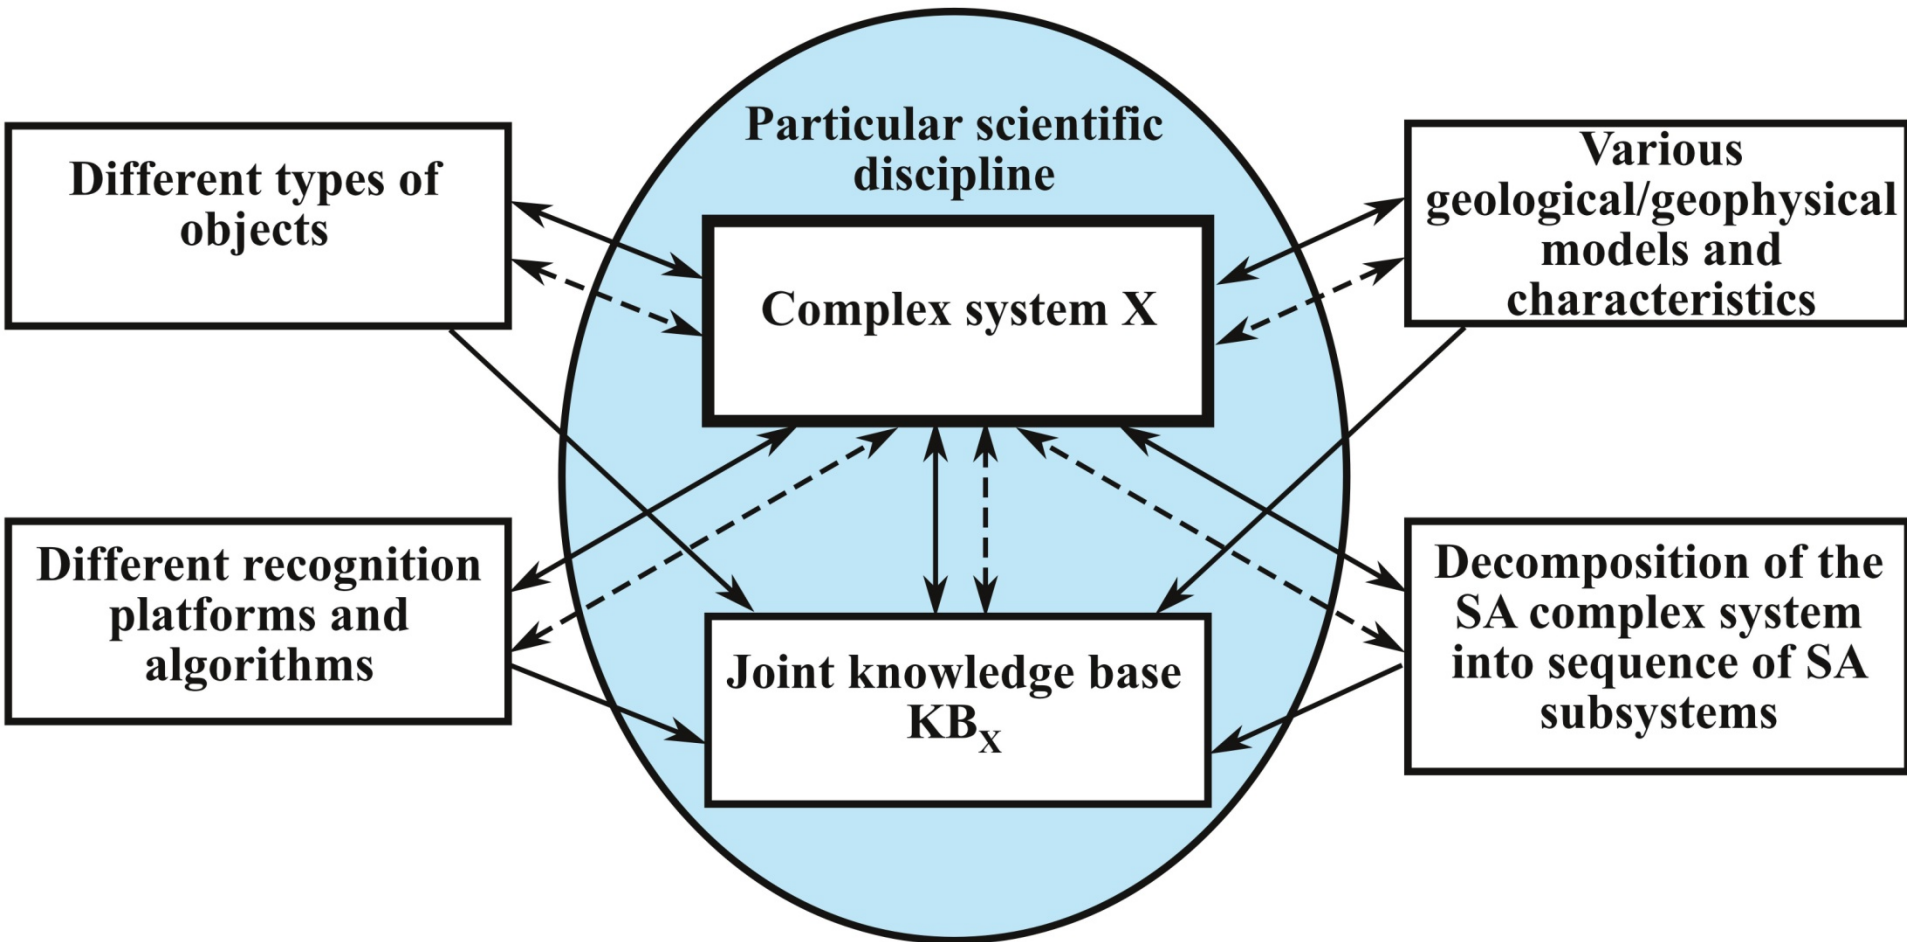 Particular scientific
discipline
Different types of
objects
Complex system X
Various
geological/geophysical
models and
characteristics
Different recognition
platforms and
algorithms
Joint knowledge base
KB_X
Decomposition of the
SA complex system
into sequence of SA
subsystems